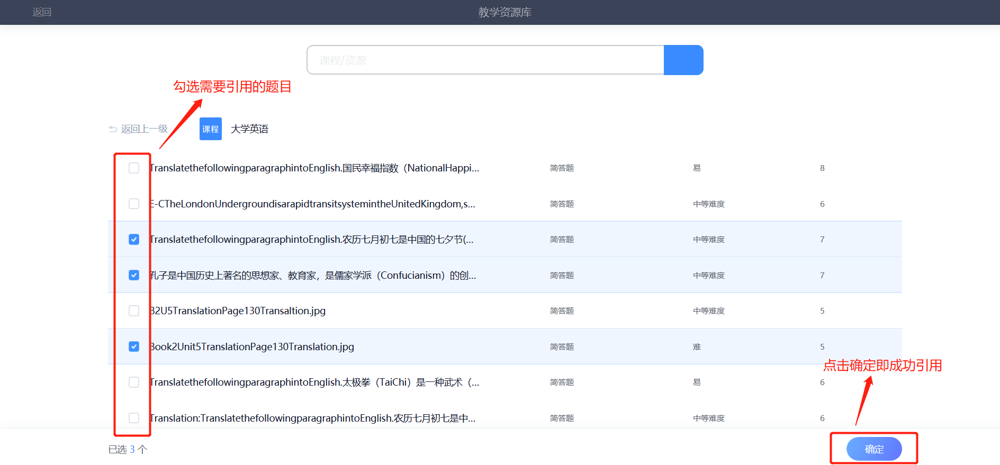 返回
教学资源库
课程/资源
勾选需要引用的题目
返回上一级 课程 大学英语
TranslatethefollowingparagraphintoEnglish.国民幸福指数（NationalHappi... 简答题 易 8
E-CTheLondonUndergroundisarapidtransitsystemintheUnitedKingdom,s... 简答题 中等难度 6
TranslatethefollowingparagraphintoEnglish.农历七月初七是中国的七夕节(... 简答题 中等难度 7
孔子是中国历史上著名的思想家、教育家，是儒家学派（Confucianism）的创... 简答题 中等难度 7
B2U5TranslationPage130Transaltion.jpg 简答题 中等难度 5
Book2Unit5TranslationPage130Translation.jpg 简答题 难 5
点击确定即成功引用
TranslatethefollowingparagraphintoEnglish.太极拳（TaiChi）是一种武术（... 简答题 易 6
Translation:TranslatethefollowingparagraphintoEnglish.农历七月初七是中... 简答题 中等难度 6
已选 3 个
确定